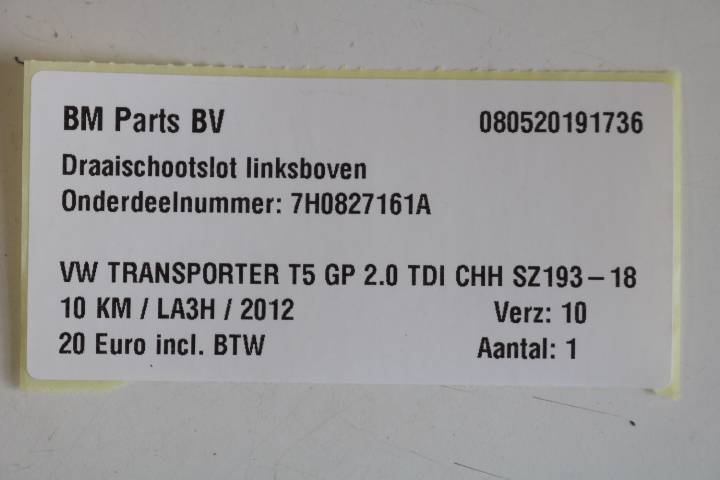 BM Parts BV 080520191736
Draaischootslot linksboven
Onderdeelnummer: 7H0827161A
VW TRANSPORTER T5 GP 2.0 TDI CHH SZ193-18
10 KM / LA3H / 2012 Verz: 10
20 Euro incl. BTW Aantal: 1